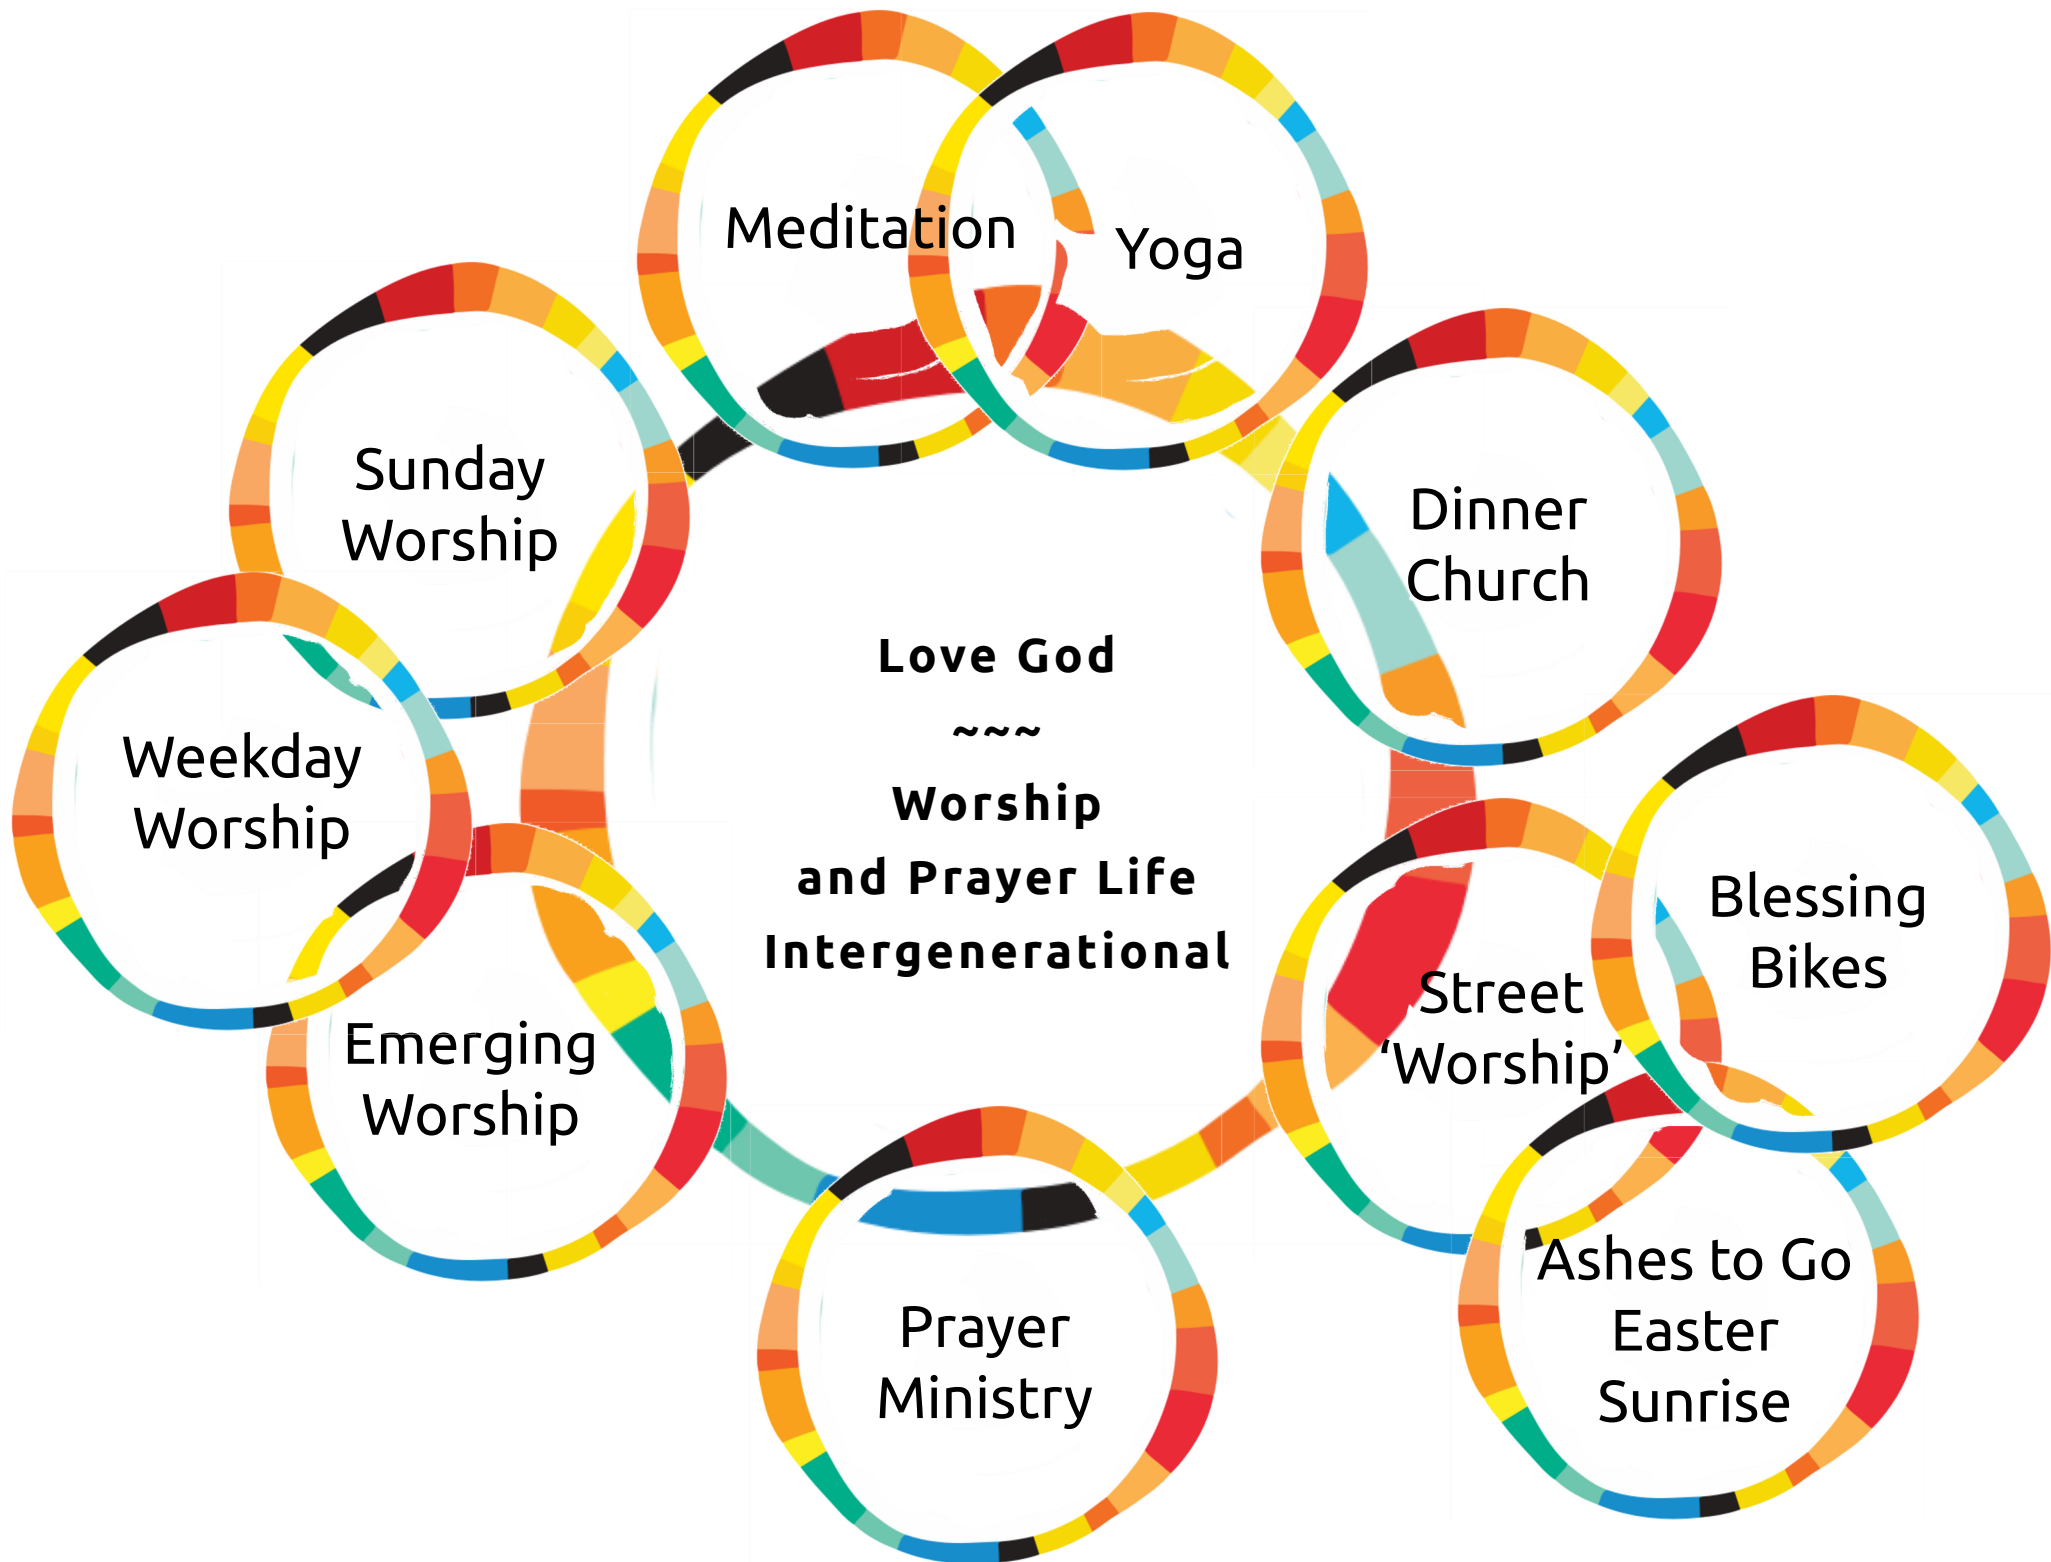 Meditation
Yoga
Sunday
Worship
Dinner
Church
Weekday
Worship
Love God
~~~
Worship
and Prayer Life
Intergenerational
Blessing
Bikes
Street
‘Worship’
Emerging
Worship
Ashes to Go
Easter
Sunrise
Prayer
Ministry